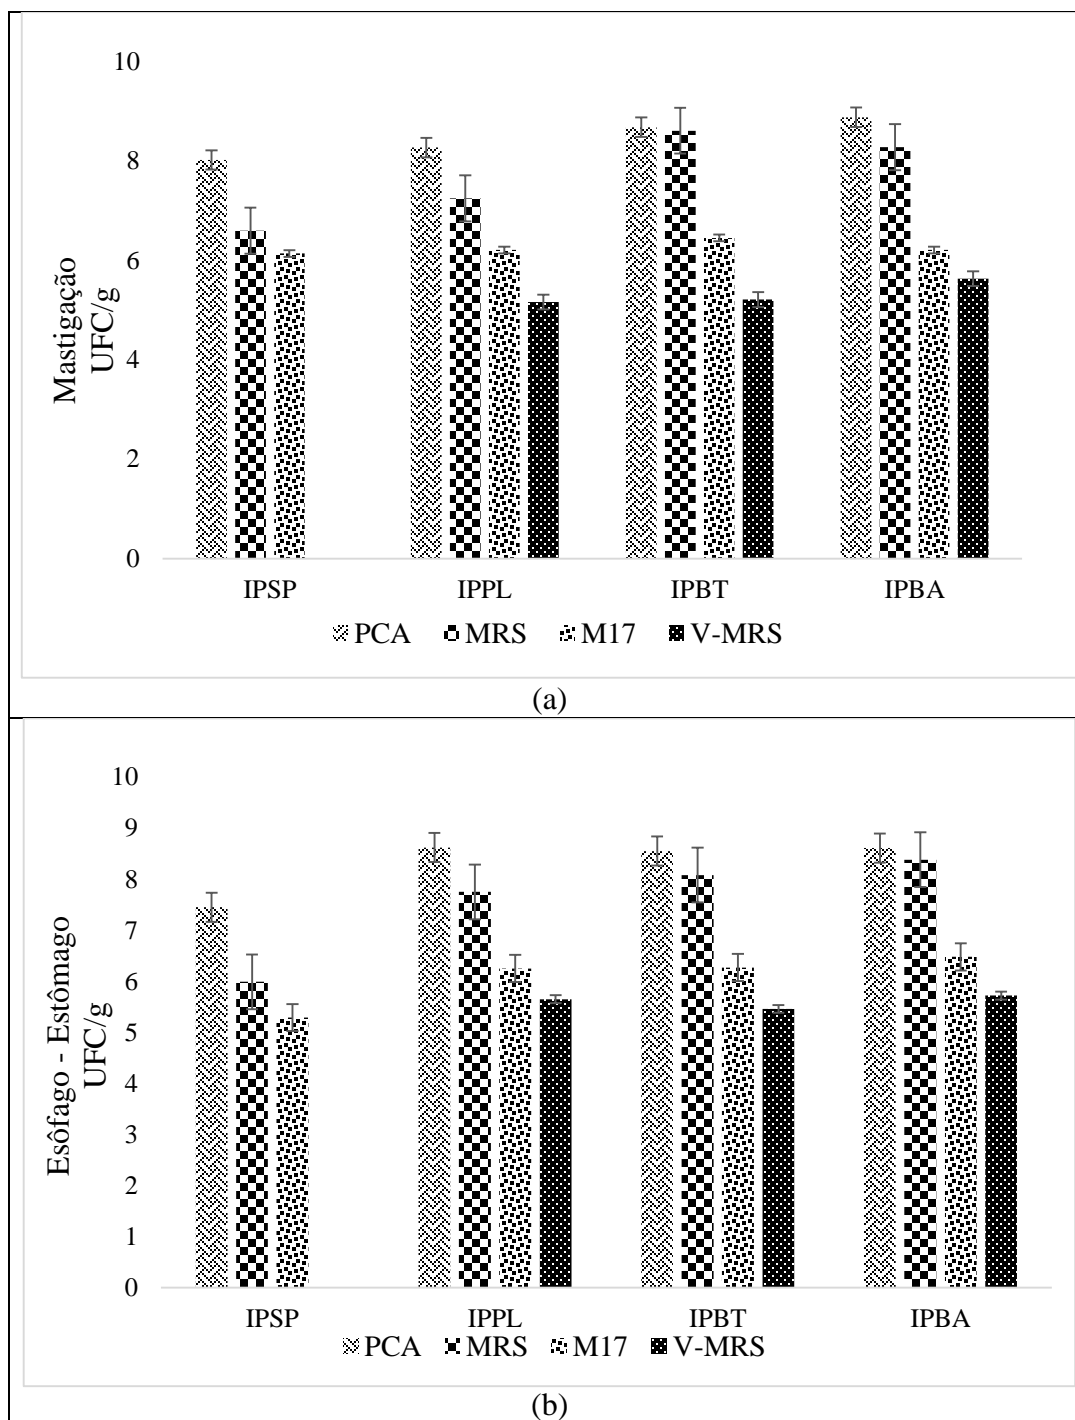 10
8
6
4
2
0
Mastigação
UFC/g
IPSP IPPL IPBT IPBA
PCA MRS M17 V-MRS
(a)
10
9
8
7
6
5
4
3
2
1
0
Esôfago - Estômago
UFC/g
IPSP IPPL IPBT IPBA
PCA MRS M17 V-MRS
(b)